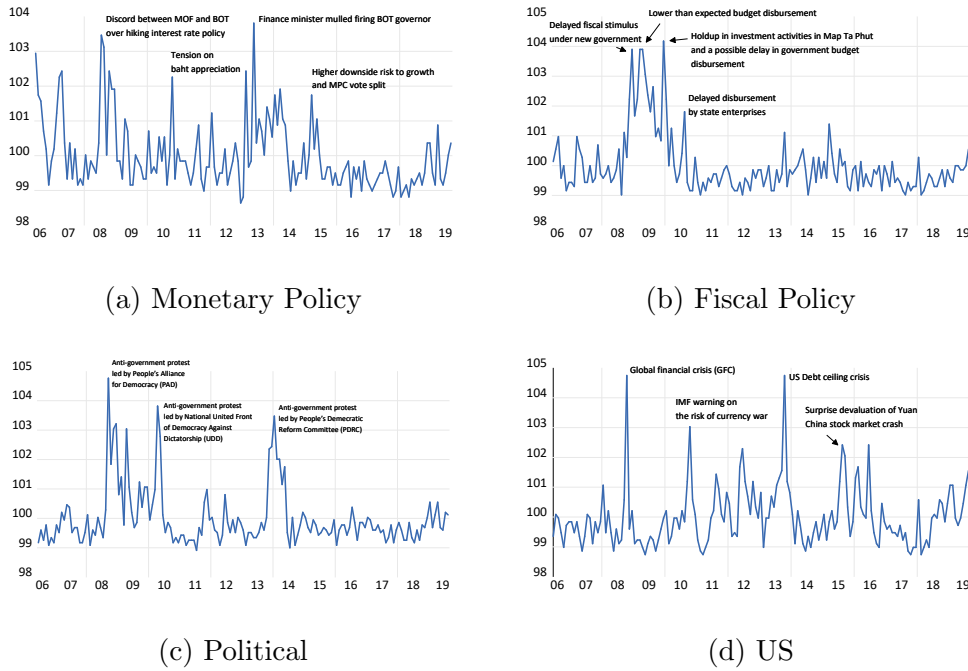 104
103
102
101
100
99
98
06 07 08 09 10 11 12 13 14 15 16 17 18 19
Discord between MOF and BOT
over hiking interest rate policy
Tension on
baht appreciation
Finance minister mulled firing BOT governor
Higher downside risk to growth
and MPC vote split
(a) Monetary Policy
105
104
103
102
101
100
99
98
06 07 08 09 10 11 12 13 14 15 16 17 18 19
Delayed fiscal stimulus
under new government
Lower than expected budget disbursement
Holdup in investment activities in Map Ta Phut
and a possible delay in government budget
disbursement
Delayed disbursement
by state enterprises
(b) Fiscal Policy
105
104
103
102
101
100
99
98
06 07 08 09 10 11 12 13 14 15 16 17 18 19
Anti-government protest
led by People's Alliance
for Democracy (PAD)
Anti-government protest
led by National United Front
of Democracy Against
Dictatorship (UDD)
Anti-government protest
led by People's Democratic
Reform Committee (PDRC)
(c) Political
105
104
103
102
101
100
99
98
06 07 08 09 10 11 12 13 14 15 16 17 18 19
Global financial crisis (GFC)
IMF warning on
the risk of currency war
US Debt ceiling crisis
Surprise devaluation of Yuan
China stock market crash
(d) US